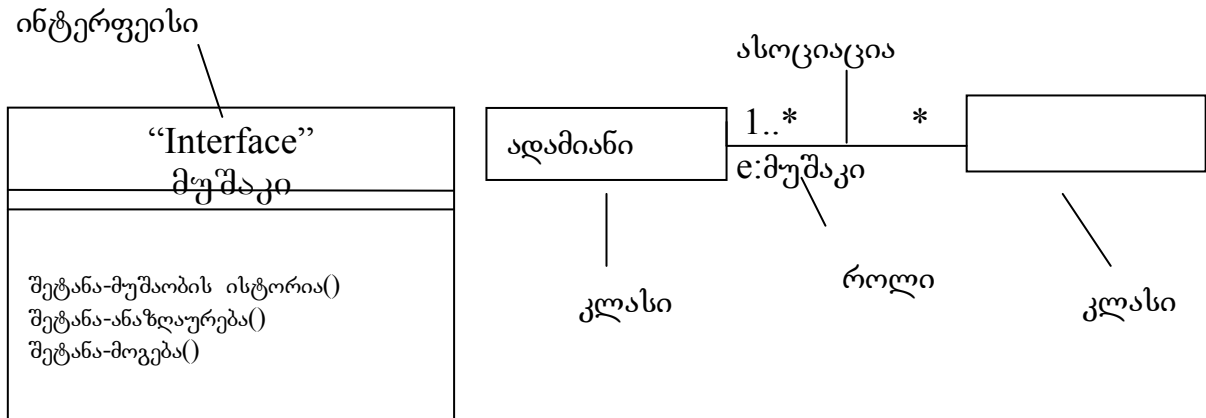 ინტერფეისი
ასოციაცია
“Interface”
მუშაკი
ადამიანი
1..*
*
e:მუშაკი
შეტანა-მუშაობის ისტორია()
შეტანა-ანაზღაურება()
შეტანა-მოგება()
კლასი
როლი
კლასი